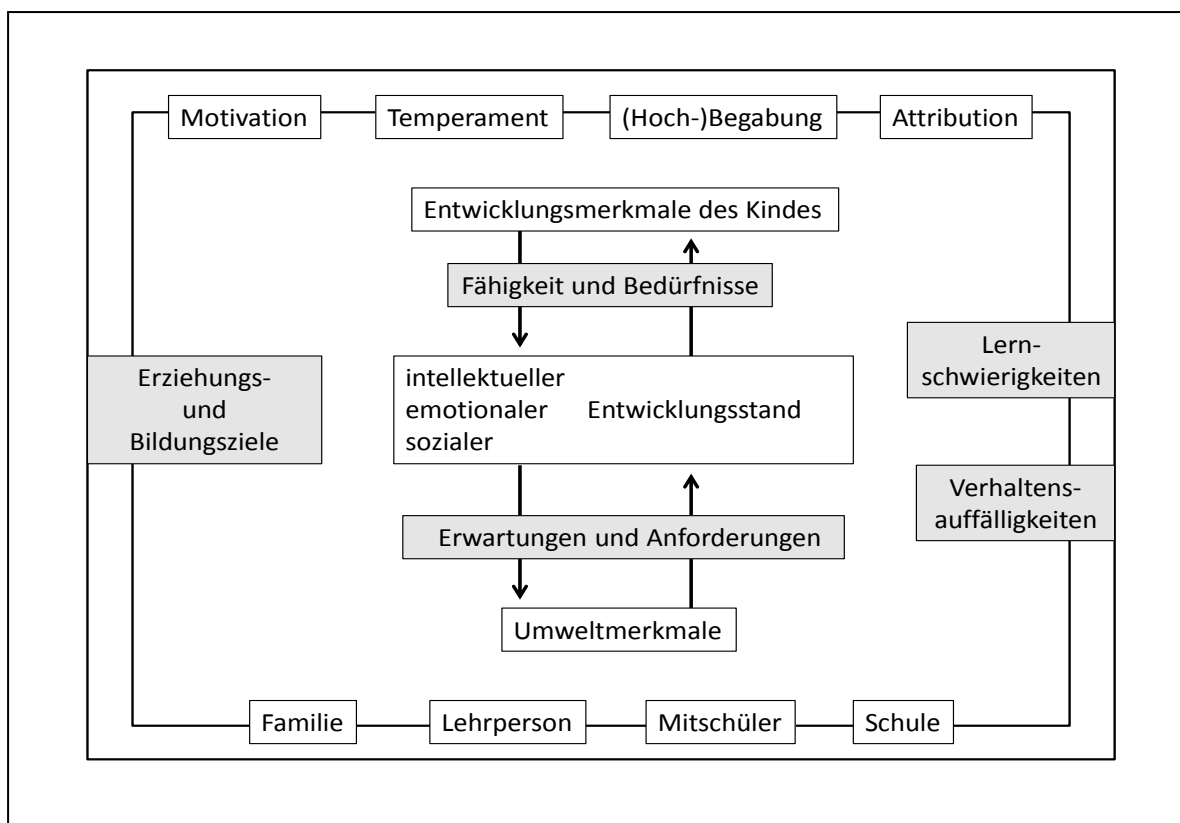 Motivation
Temperament
(Hoch-)Begabung
Attribution
Entwicklungsmerkmale des Kindes
Fähigkeit und Bedürfnisse
Erziehungs-
und
Bildungsziele
intellektueller
emotionaler Entwicklungsstand
sozialer
Lern-
schwierigkeiten
Verhaltens-
auffälligkeiten
Erwartungen und Anforderungen
Umweltmerkmale
Familie
Lehrperson
Mitschüler
Schule